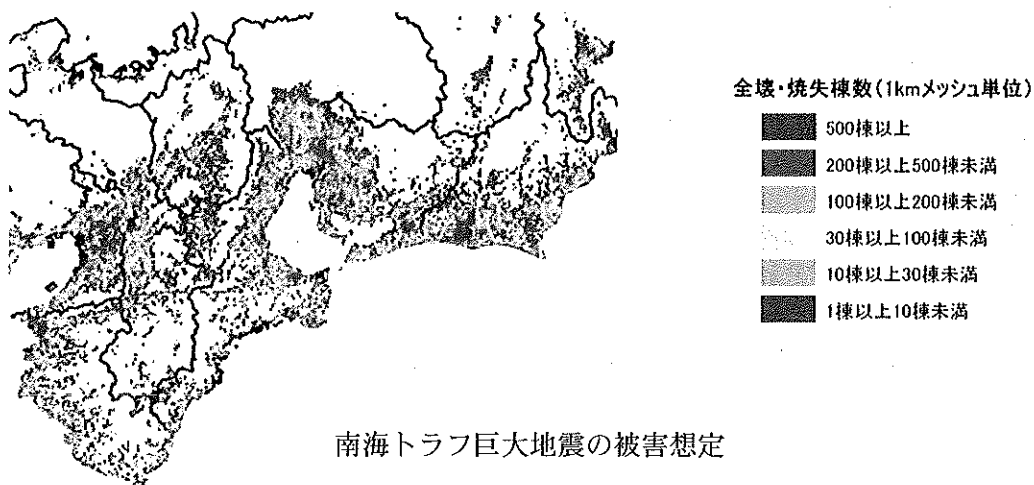 全壊・焼失棟数(1kmメッシュ単位)
500棟以上
200棟以上500棟未満
100棟以上200棟未満
30棟以上100棟未満
10棟以上30棟未満
1棟以上10棟未満
南海トラフ巨大地震の被害想定